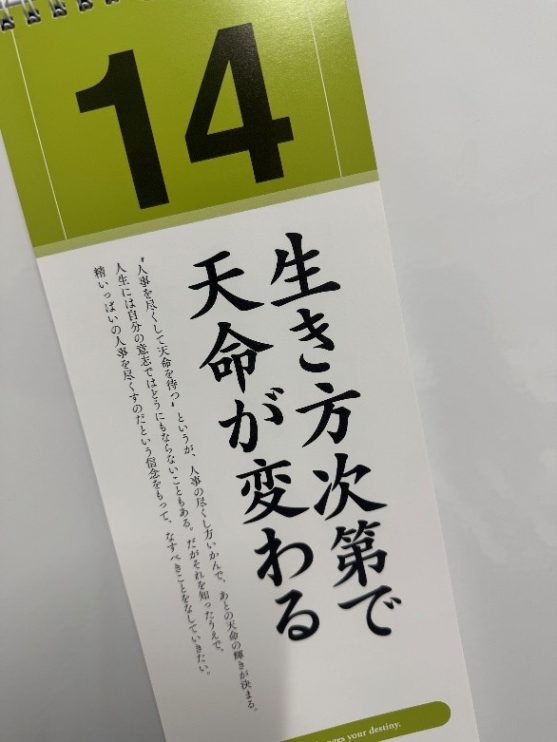 14
生き方次第で
天命が変わる
〝人事を尽くして天命を待つ〟というが、人事の尽くし方いかんで、あとの天命の輝きが決まる。
人生には自分の意志ではどうにもならないこともある。だがそれを知ったうえで、
精いっぱいの人事を尽くすのだという信念をもって、なすべきことをなしていきたい。
your destiny.